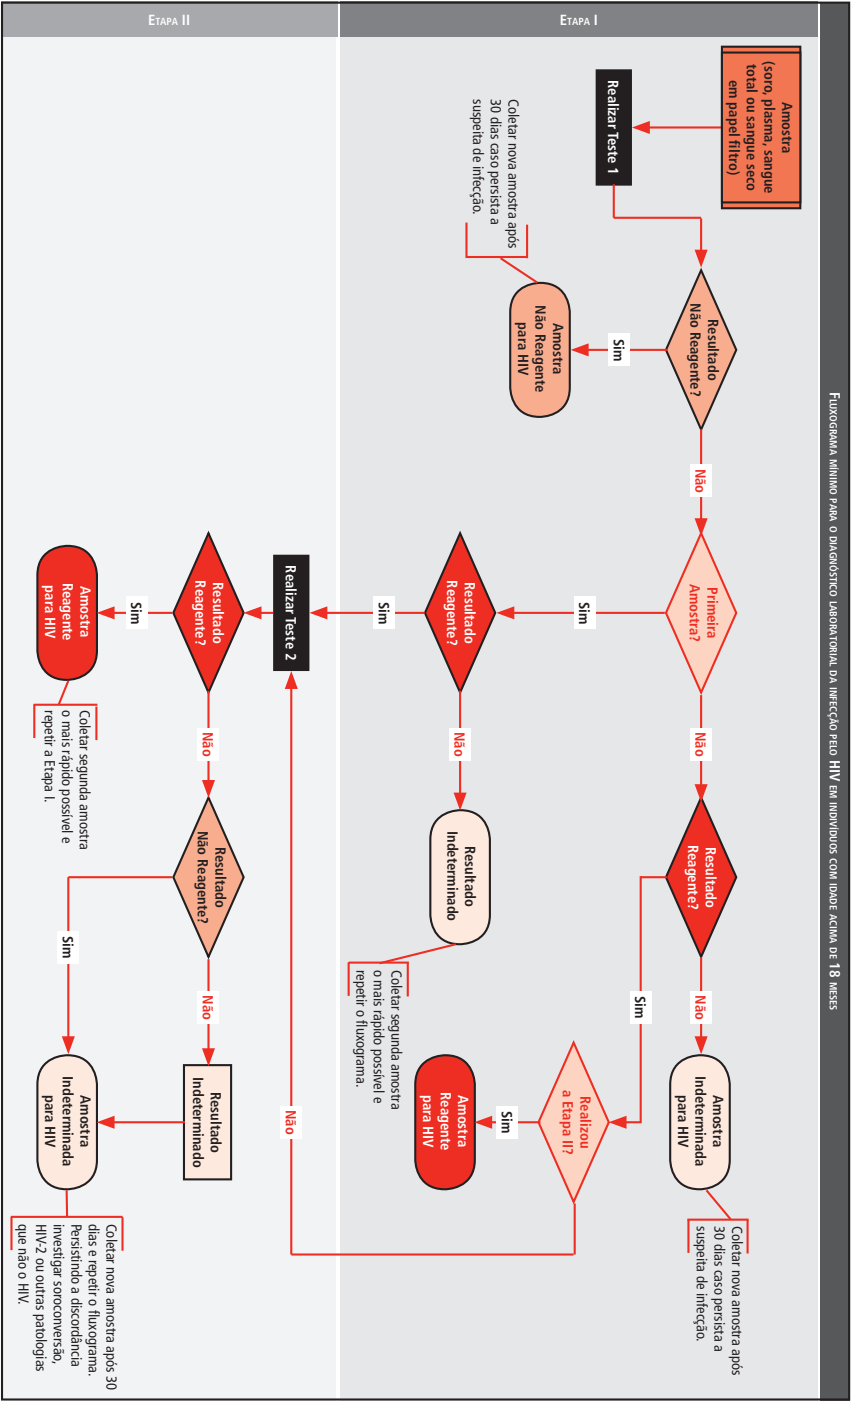 FLUXOGRAMA MÍNIMO PARA O DIAGNÓSTICO LABORATORIAL DA INFECÇÃO PELO HIV EM INDIVÍDUOS COM IDADE ACIMA DE 18 MESES
ETAPA I
Amostra
(soro, plasma, sangue
total ou sangue seco
em papel filtro)
Realizar Teste 1
Resultado
Não Reagente?
Sim
Amostra
Não Reagente
para HIV
Coletar nova amostra após
30 dias caso persista a
suspeita de infecção.
Não
Primeira
Amostra?
Sim
Resultado
Reagente?
Sim
Não
Resultado
Indeterminado
Coletar segunda amostra
o mais rápido possível e
repetir o fluxograma.
Não
Resultado
Reagente?
Não
Amostra
Indeterminada
para HIV
Coletar nova amostra após
30 dias caso persista a
suspeita de infecção.
Sim
Realizou
a Etapa II?
Sim
Amostra
Reagente
para HIV
Não
ETAPA II
Realizar Teste 2
Resultado
Reagente?
Sim
Amostra
Reagente
para HIV
Coletar segunda amostra
o mais rápido possível e
repetir a Etapa I.
Não
Resultado
Não Reagente?
Não
Resultado
Indeterminado
Sim
Amostra
Indeterminada
para HIV
Coletar nova amostra após 30
dias e repetir o fluxograma.
Persistindo a discordância
investigar soroconversão,
HIV-2 ou outras patologias
que não o HIV.